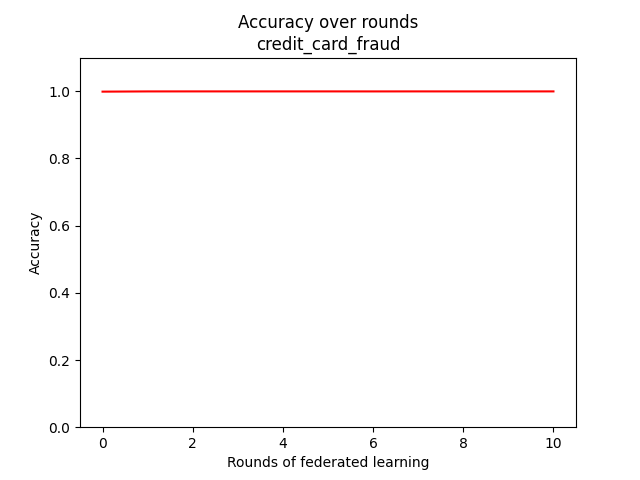 Accuracy over rounds
credit_card_fraud
1.0
0.8
0.6
0.4
0.2
0.0
Accuracy
0 2 4 6 8 10
Rounds of federated learning